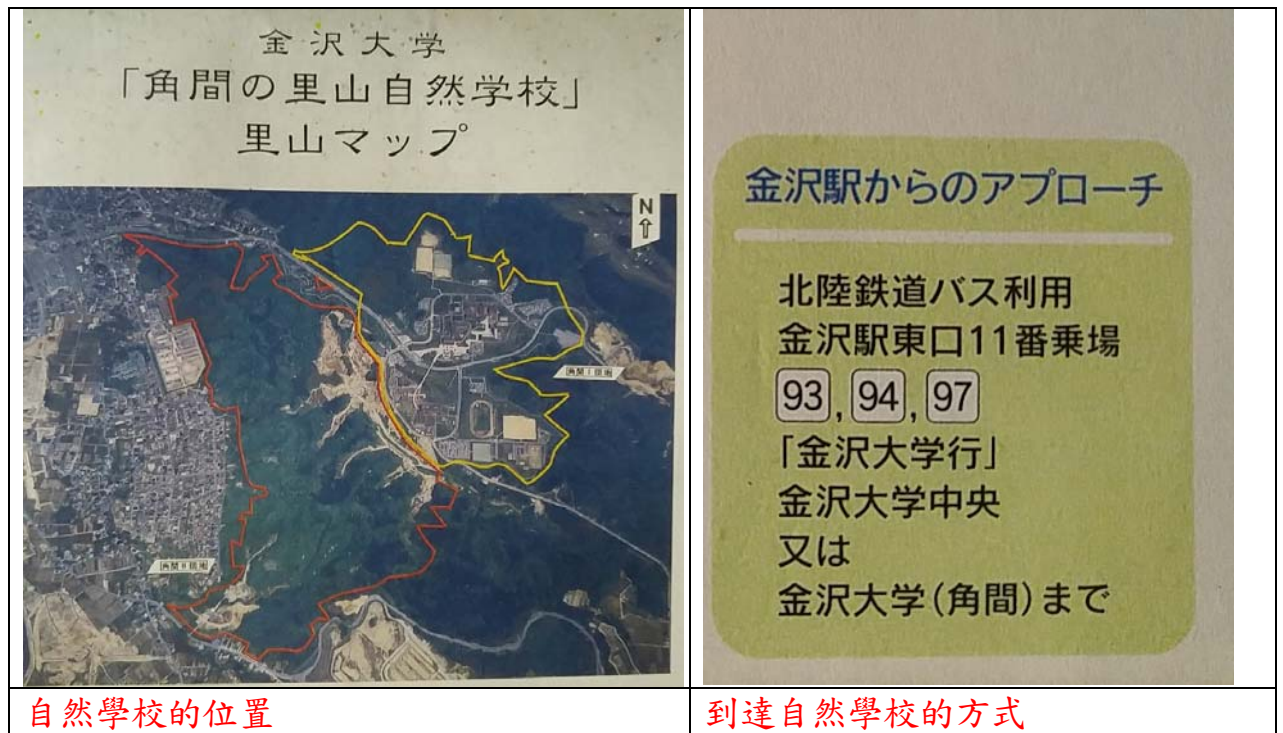 金沢大学
「角間の里山自然学校」
里山マップ
N
金沢駅からのアプローチ
北陸鉄道バス利用
金沢駅東口11番乗場
93, 94, 97
「金沢大学行」
金沢大学中央
又は
金沢大学(角間)まで
自然學校的位置
到達自然學校的方式